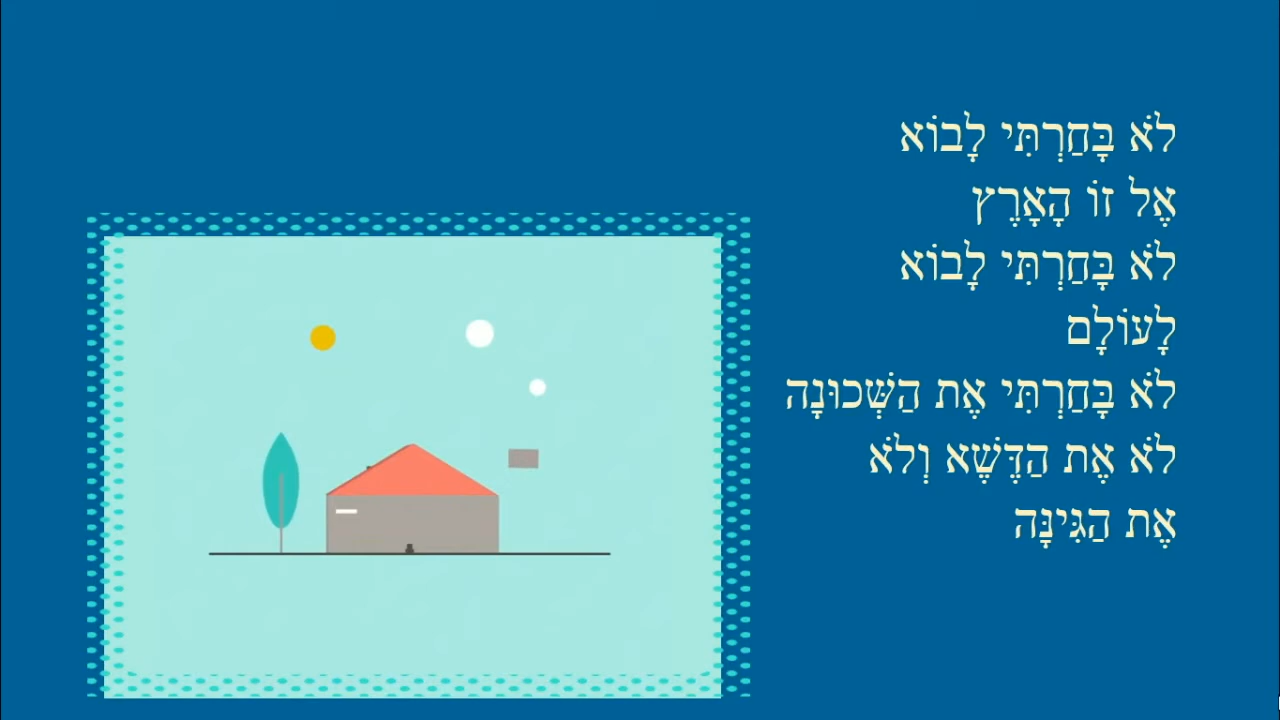 לֹא בָּחַרְתִּי לָבוֹא
אֶל זוֹ הָאָרֶץ
לֹא בָּחַרְתִּי לָבוֹא
לָעוֹלָם
לֹא בָּחַרְתִּי אֶת הַשְּׁכוּנָה
לֹא אֶת הַדֶּשֶׁא וְלֹא
אֶת הַגִּינָּה